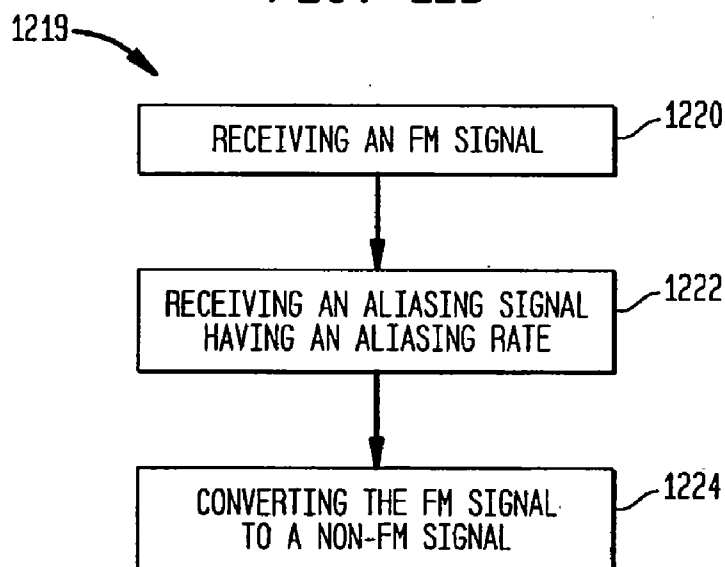 1219
RECEIVING AN FM SIGNAL
1220
RECEIVING AN ALIASING SIGNAL
HAVING AN ALIASING RATE
1222
CONVERTING THE FM SIGNAL
TO A NON-FM SIGNAL
1224